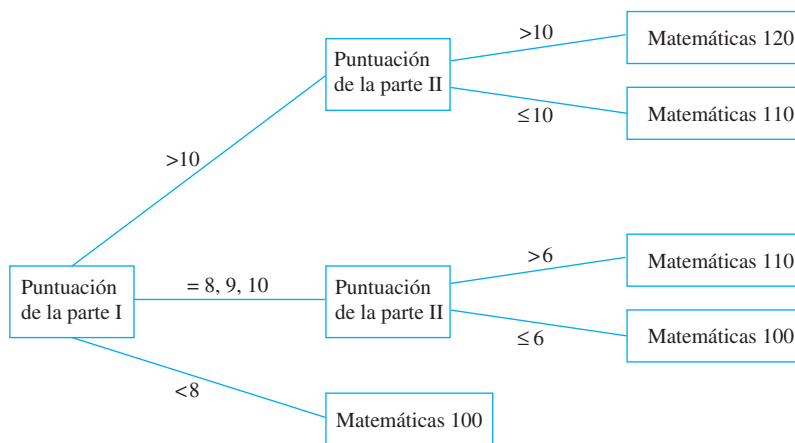 >10
Matemáticas 120
Puntuación
de la parte II
≤10
Matemáticas 110
>10
Puntuación
de la parte I
= 8, 9, 10
Puntuación
de la parte II
>6
Matemáticas 110
≤ 6
Matemáticas 100
<8
Matemáticas 100